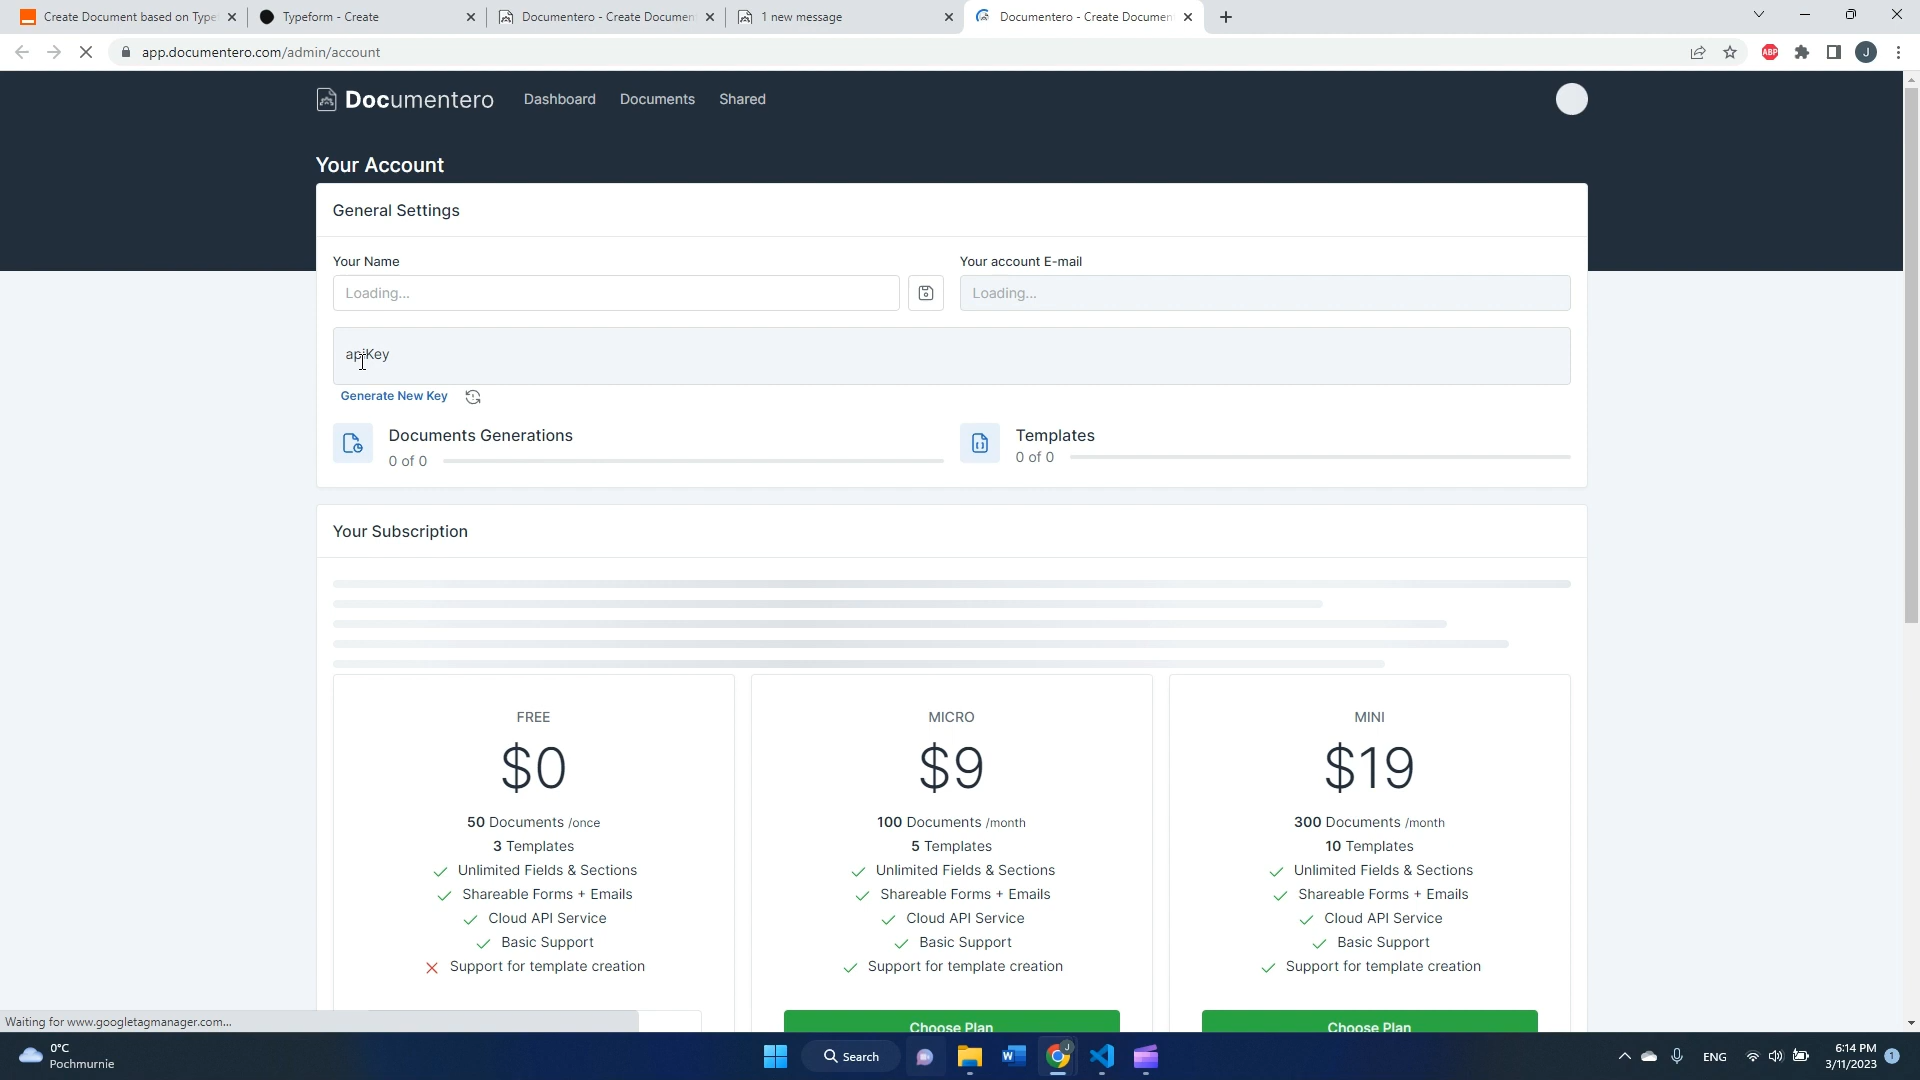 Create Document based on Type
Typeform - Create
Documentero - Create Documen
1 new message
Documentero - Create Documen
app.documentero.com/admin/account
ABP
J
Documentero
Dashboard
Documents
Shared
Your Account
General Settings
Your Name
Your account E-mail
Loading...
Loading...
apiKey
Generate New Key
Documents Generations
0 of 0
Templates
0 of 0
Your Subscription
FREE
$0
50 Documents /once
3 Templates
Unlimited Fields & Sections
Shareable Forms + Emails
Cloud API Service
Basic Support
Support for template creation
MICRO
$9
100 Documents /month
5 Templates
Unlimited Fields & Sections
Shareable Forms + Emails
Cloud API Service
Basic Support
Support for template creation
Choose Plan
MINI
$19
300 Documents /month
10 Templates
Unlimited Fields & Sections
Shareable Forms + Emails
Cloud API Service
Basic Support
Support for template creation
Choose Plan
Waiting for www.googletagmanager.com...
0°C
Pochmurnie
Search
W
J
ENG
6:14 PM
3/11/2023
1